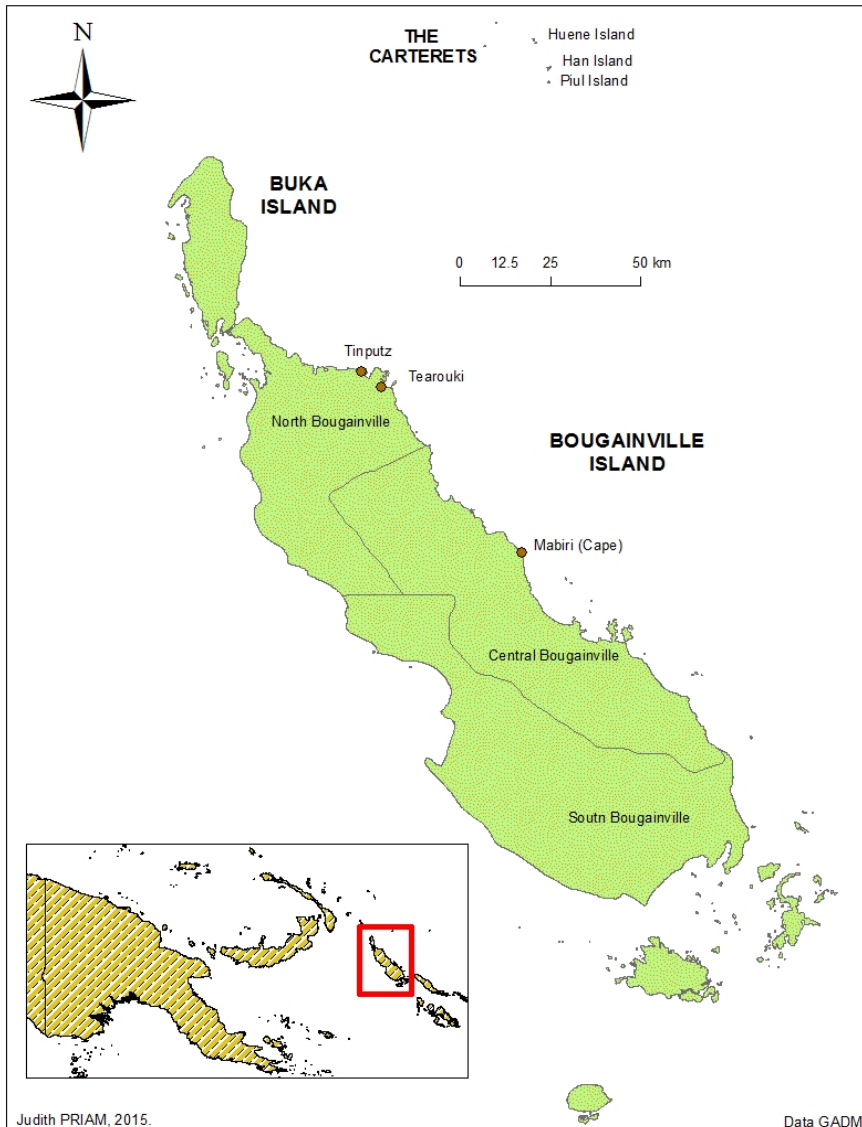 N
THE
CARTERETS
Huene Island
Han Island
Piul Island
BUKA
ISLAND
0 12.5 25 50 km
Tinputz
Tearouki
North Bougainville
BOUGAINVILLE
ISLAND
Mabiri (Cape)
Central Bougainville
Soutn Bougainville
Judith PRIAM, 2015.
Data GADM